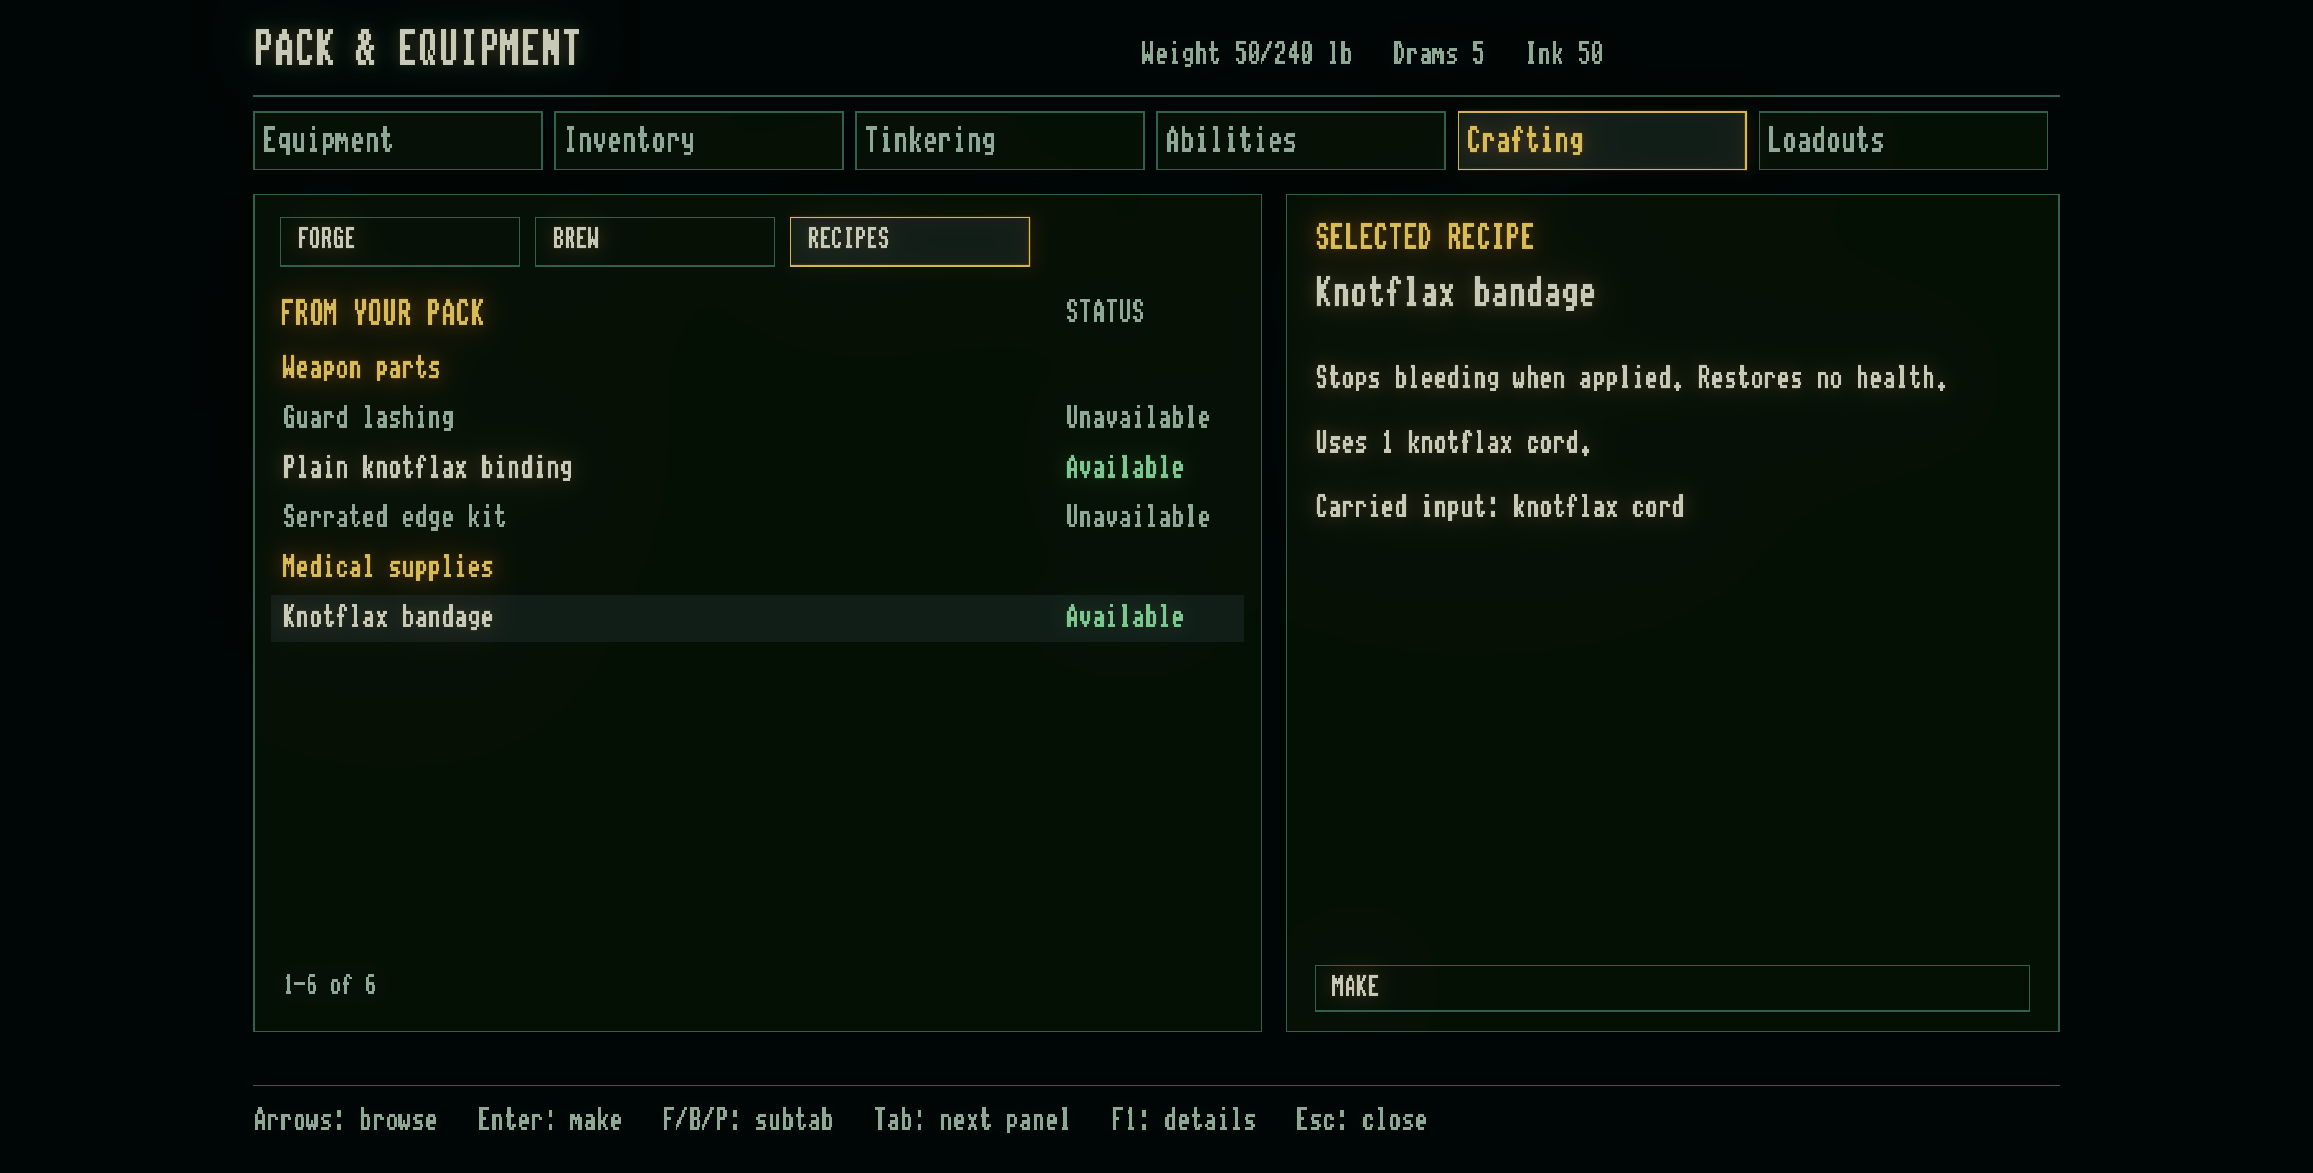 PACK & EQUIPMENT
Weight 50/240 lb Drams 5 Ink 50
Equipment Inventory Tinkering Abilities Crafting Loadouts
FORGE BREW RECIPES
FROM YOUR PACK STATUS
Weapon parts
Guard lashing Unavailable
Plain knotflax binding Available
Serrated edge kit Unavailable
Medical supplies
Knotflax bandage Available
1-6 of 6
SELECTED RECIPE
Knotflax bandage
Stops bleeding when applied. Restores no health.
Uses 1 knotflax cord.
Carried input: knotflax cord
MAKE
Arrows: browse Enter: make F/B/P: subtab Tab: next panel F1: details Esc: close